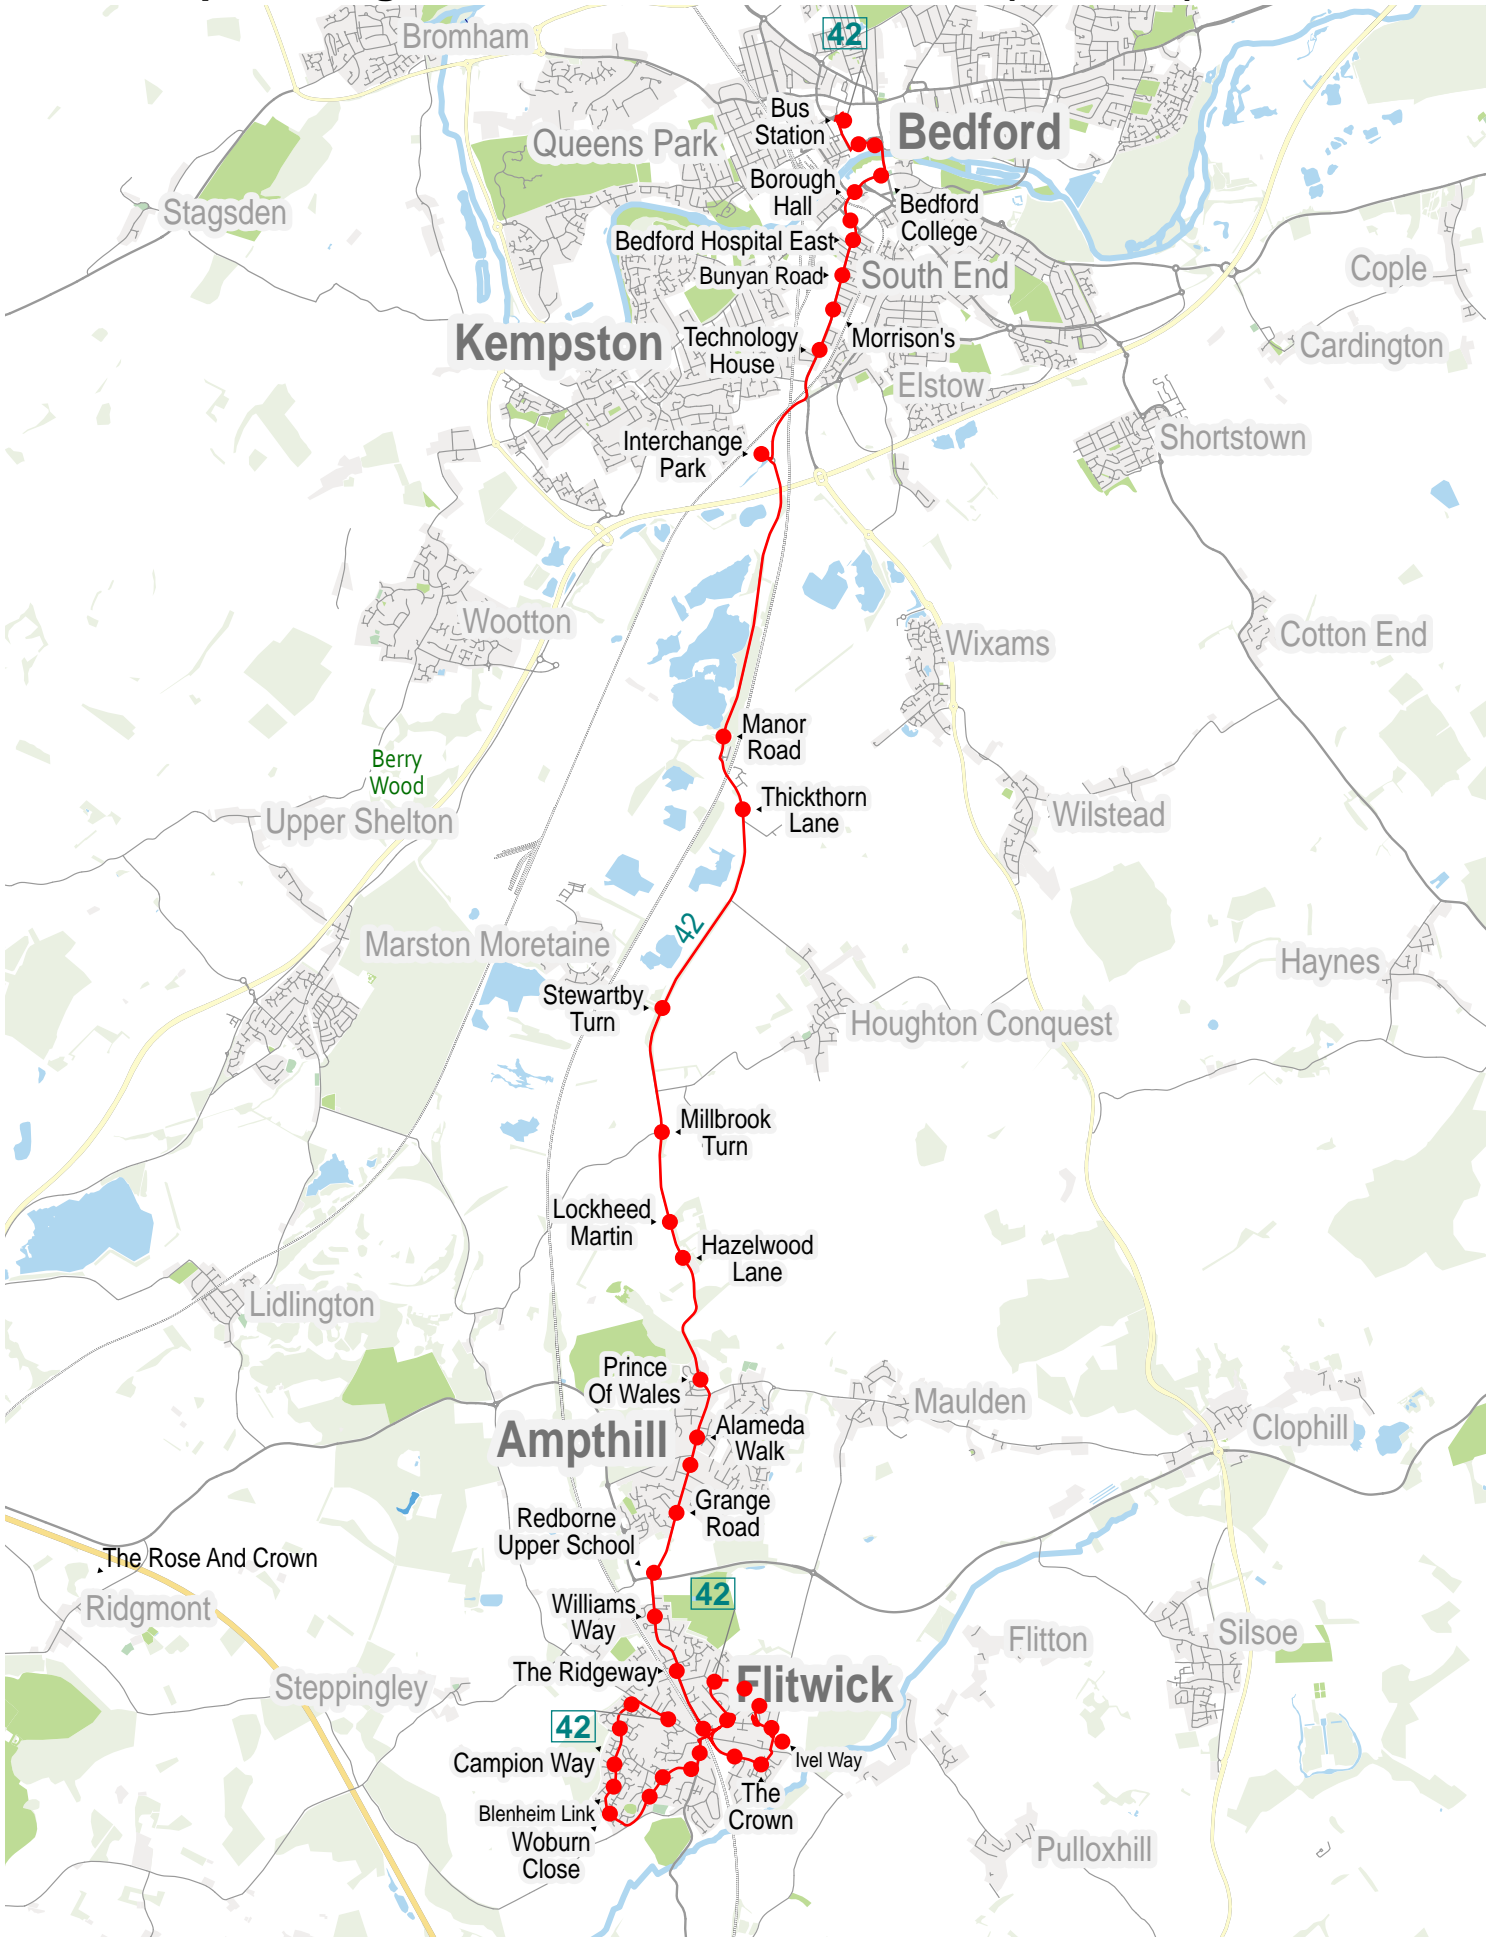 Bromham
42
Bus
Station
Bedford
Queens Park
Borough
Hall
Bedford
College
Stagsden
Bedford Hospital East
Bunyan Road
South End
Cople
Kempston
Technology
House
Morrison's
Cardington
Elstow
Interchange
Park
Shortstown
Wootton
Wixams
Cotton End
Manor
Road
Berry
Wood
Thickthorn
Lane
Upper Shelton
Wilstead
42
Marston Moretaine
Haynes
Stewartby
Turn
Houghton Conquest
Millbrook
Turn
Lockheed
Martin
Hazelwood
Lane
Lidlington
Prince
Of Wales
Maulden
Ampthill
Alameda
Walk
Clophill
Grange
Road
Redborne
Upper School
The Rose And Crown
42
Ridgmont
Williams
Way
Flitton
Silsoe
The Ridgeway
Flitwick
Steppingley
42
Campion Way
Ivel Way
The
Crown
Blenheim Link
Woburn
Close
Pulloxhill